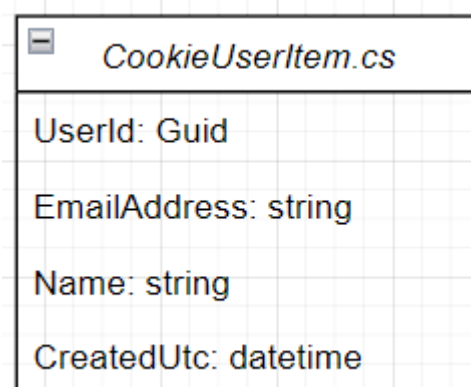 CookieUserItem.cs
UserId: Guid
EmailAddress: string
Name: string
CreatedUtc: datetime